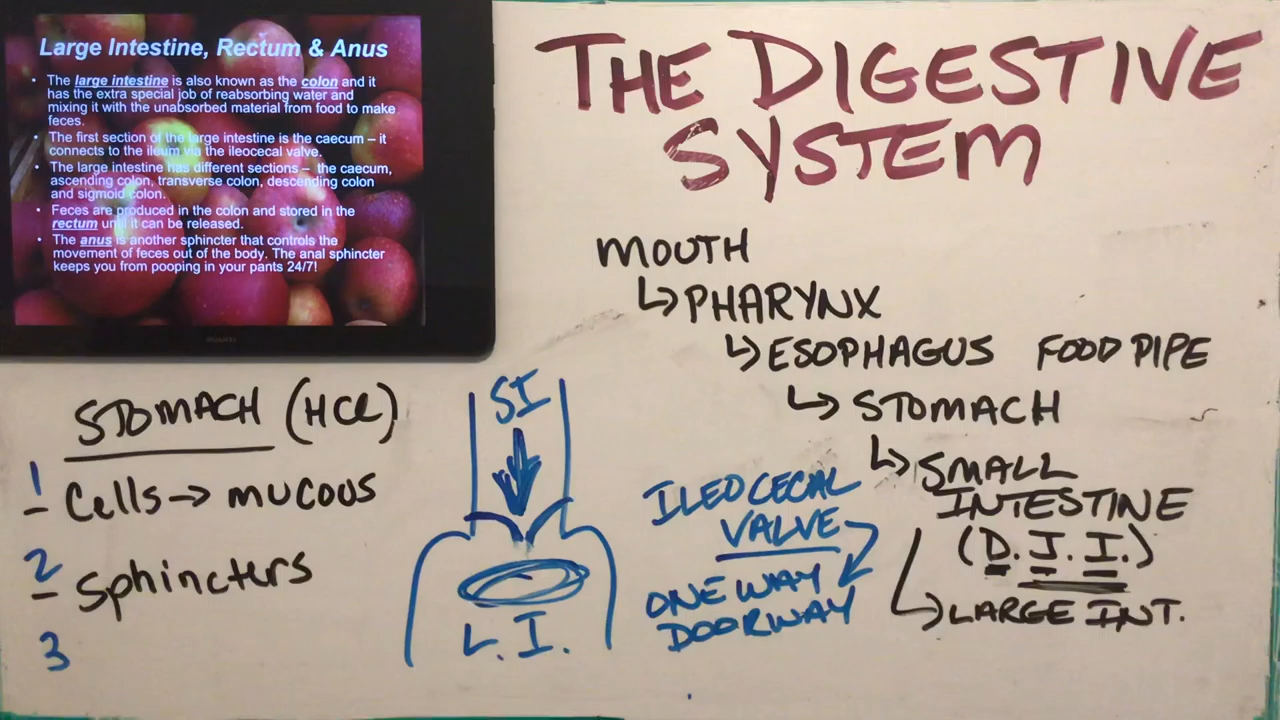 Large Intestine, Rectum & Anus
• The large intestine is also known as the colon and it
has the extra special job of reabsorbing water and
mixing it with the unabsorbed material from food to make
feces.
• The first section of the large intestine is the caecum – it
connects to the ileum via the ileocecal valve.
• The large intestine has different sections – the caecum,
ascending colon, transverse colon, descending colon
and sigmoid colon.
• Feces are produced in the colon and stored in the
rectum until it can be released.
• The anus is another sphincter that controls the
movement of feces out of the body. The anal sphincter
keeps you from pooping in your pants 24/7!
THE DIGESTIVE
SYSTEM
MOUTH
↳PHARYNX
↳ESOPHAGUS FOOD PIPE
↳STOMACH
↳SMALL
INTESTINE
(D. J. I.)
↳LARGE INT.
STOMACH (HCl)
1 – Cells → mucous
2 – Sphincters
3
SI
L. I.
ILEOCECAL
VALVE
ONE WAY
DOORWAY